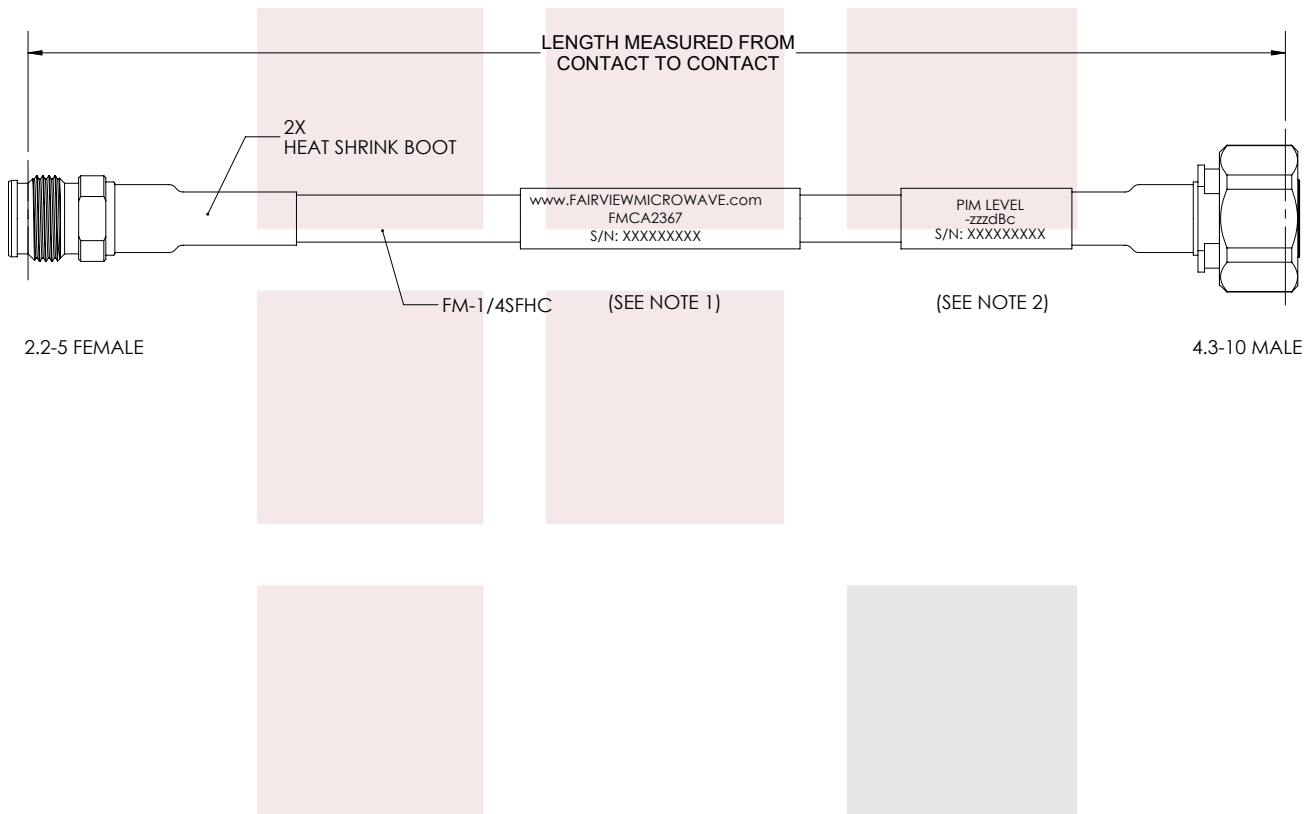 LENGTH MEASURED FROM
CONTACT TO CONTACT
2X
HEAT SHRINK BOOT
www.FAIRVIEWMICROWAVE.com
FMCA2367
S/N: XXXXXXXXX
PIM LEVEL
-zzzdBc
S/N: XXXXXXXXX
FM-1/4SFHC
(SEE NOTE 1)
(SEE NOTE 2)
2.2-5 FEMALE
4.3-10 MALE